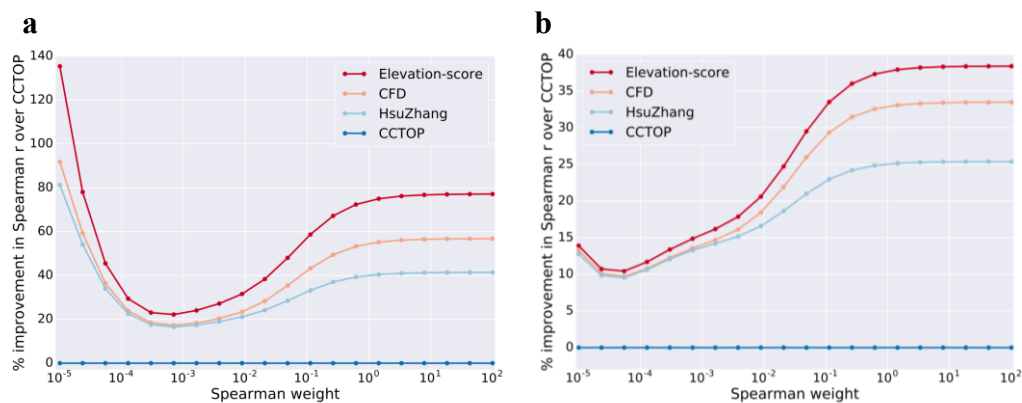 a
% improvement in Spearman r over CCTOP
140
120
100
80
60
40
20
0
Elevation-score
CFD
HsuZhang
CCTOP
10^-5 10^-4 10^-3 10^-2 10^-1 10^0 10^1 10^2
Spearman weight
b
% improvement in Spearman r over CCTOP
40
35
30
25
20
15
10
5
0
Elevation-score
CFD
HsuZhang
CCTOP
10^-5 10^-4 10^-3 10^-2 10^-1 10^0 10^1 10^2
Spearman weight